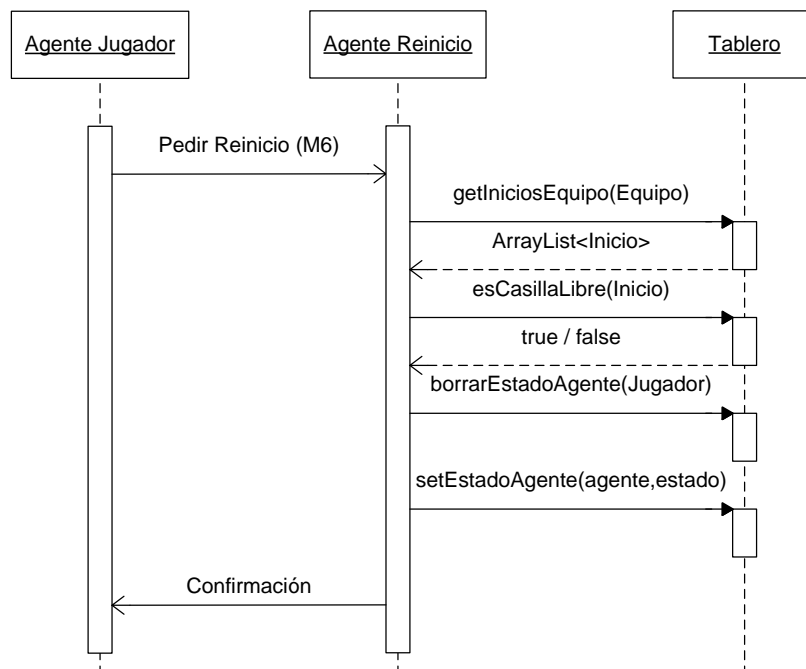 Agente Jugador
Agente Reinicio
Tablero
Pedir Reinicio (M6)
getIniciosEquipo(Equipo)
ArrayList<Inicio>
esCasillaLibre(Inicio)
true / false
borrarEstadoAgente(Jugador)
setEstadoAgente(agente,estado)
Confirmación